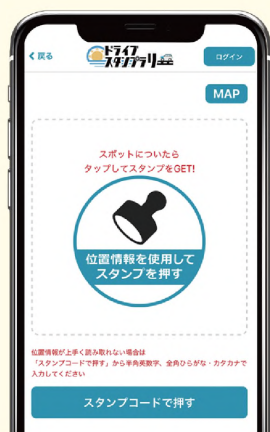 戻る
ドライブ
スタンプラリー
ログイン
MAP
スポットについたら
タップしてスタンプをGET!
位置情報を使用して
スタンプを押す
位置情報が上手く読み取れない場合は
「スタンプコードで押す」から半角英数字、全角ひらがな・カタカナで
入力してください
スタンプコードで押す